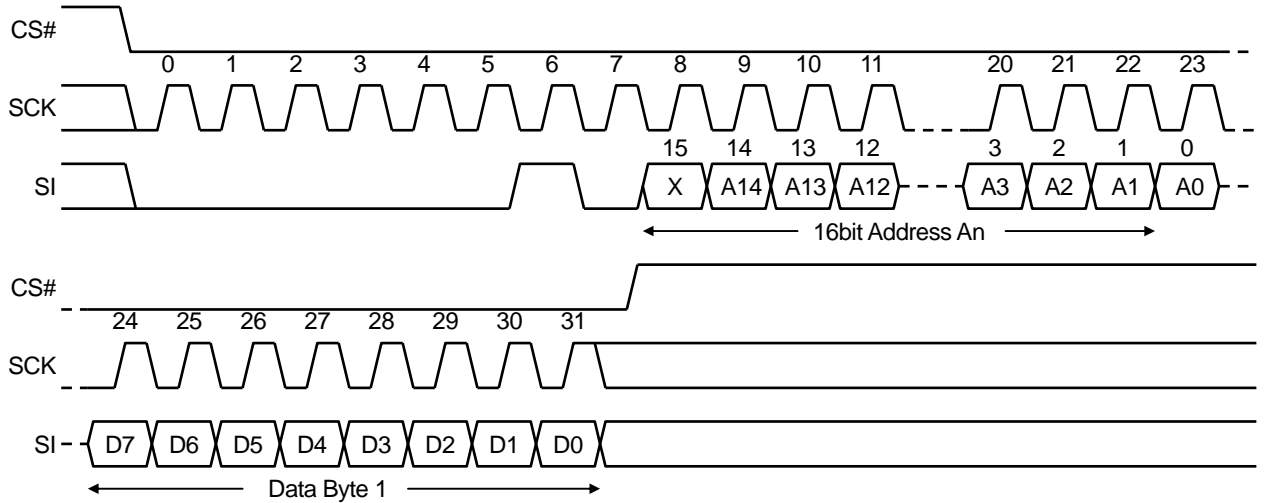 CS#
0 1 2 3 4 5 6 7 8 9 10 11 20 21 22 23
SCK
15 14 13 12 3 2 1 0
SI X A14 A13 A12 A3 A2 A1 A0
16bit Address An
CS#
24 25 26 27 28 29 30 31
SCK
SI D7 D6 D5 D4 D3 D2 D1 D0
Data Byte 1